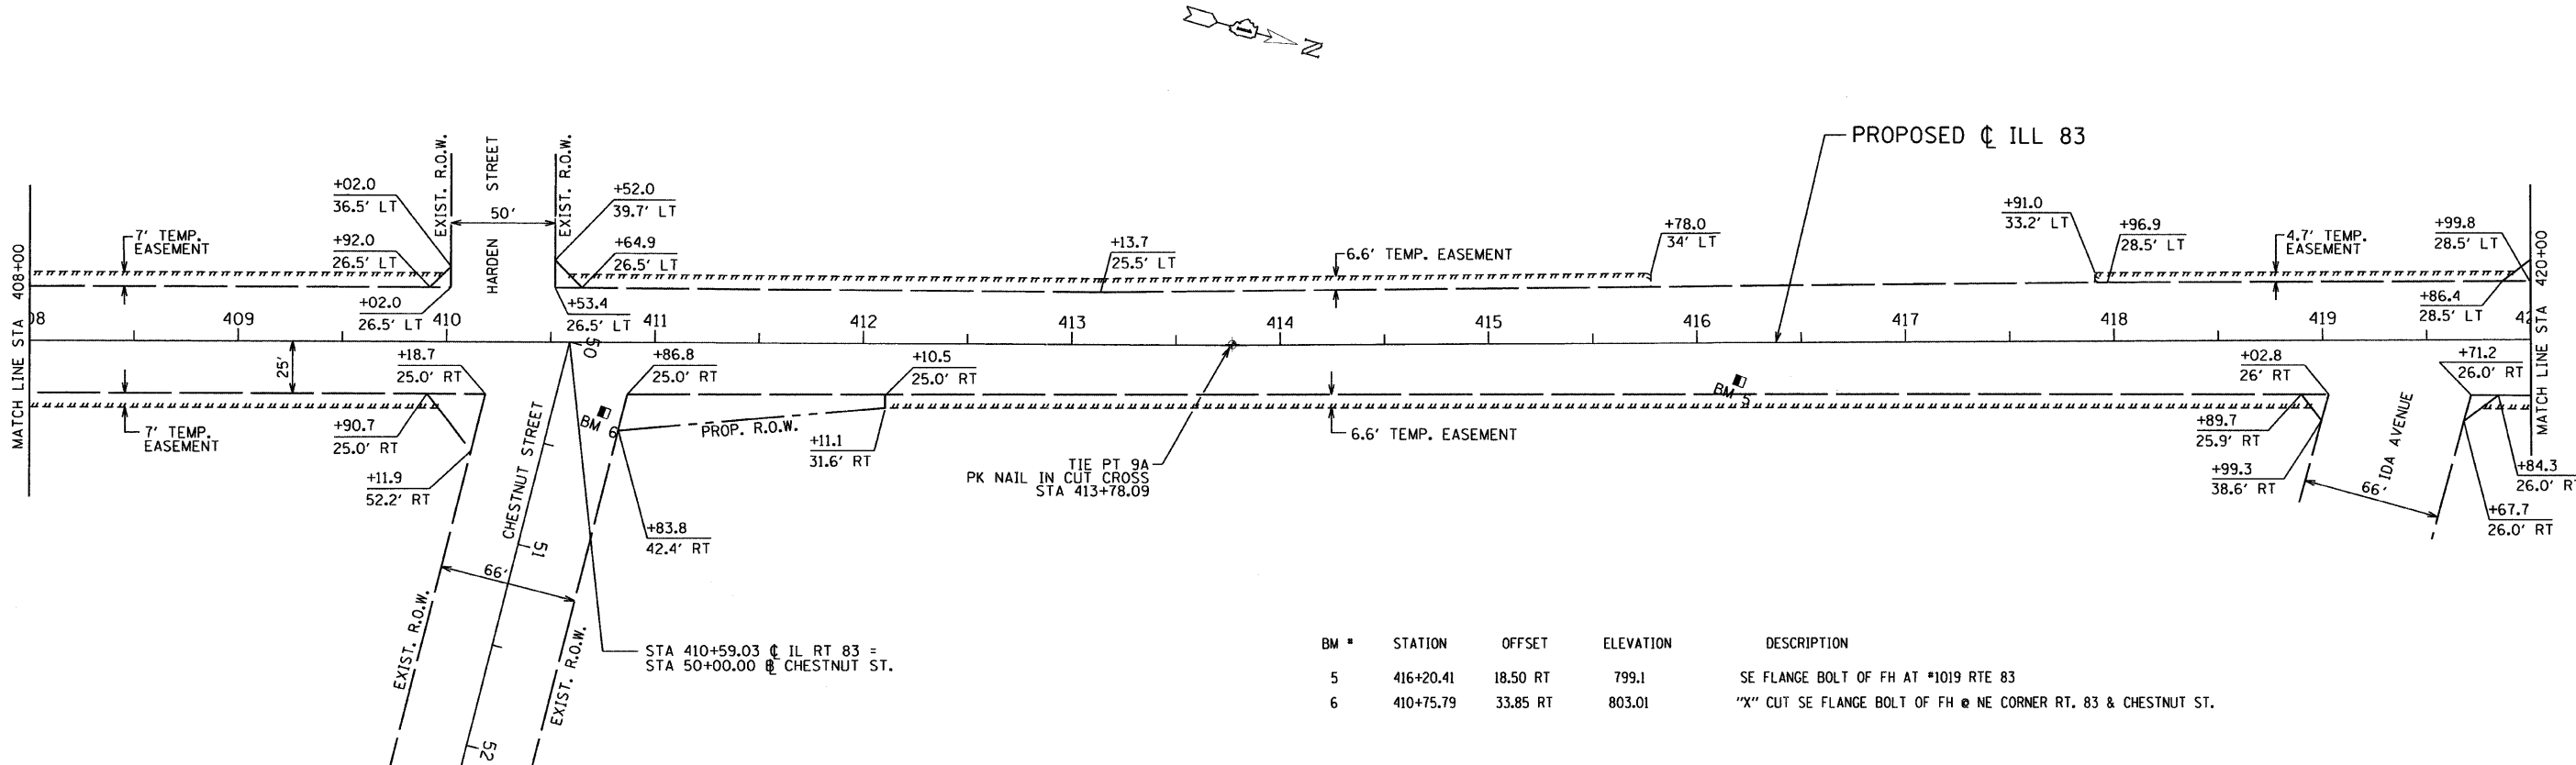 N
PROPOSED ℄ ILL 83
MATCH LINE STA 408+00
7' TEMP.
EASEMENT
+02.0
36.5' LT
+92.0
26.5' LT
+02.0
26.5' LT
EXIST. R.O.W.
HARDEN STREET
50'
EXIST. R.O.W.
+52.0
39.7' LT
+64.9
26.5' LT
+53.4
26.5' LT
+13.7
25.5' LT
6.6' TEMP. EASEMENT
+78.0
34' LT
+91.0
33.2' LT
+96.9
28.5' LT
4.7' TEMP.
EASEMENT
+99.8
28.5' LT
+86.4
28.5' LT
MATCH LINE STA 420+00
08 409 410 411 412 413 414 415 416 417 418 419 42
25'
7' TEMP.
EASEMENT
+18.7
25.0' RT
+90.7
25.0' RT
+11.9
52.2' RT
50
CHESTNUT STREET
51
52
66'
EXIST. R.O.W.
EXIST. R.O.W.
BM 6
+86.8
25.0' RT
+83.8
42.4' RT
PROP. R.O.W.
+10.5
25.0' RT
+11.1
31.6' RT
TIE PT 9A
PK NAIL IN CUT CROSS
STA 413+78.09
6.6' TEMP. EASEMENT
BM 5
+02.8
26' RT
+89.7
25.9' RT
+99.3
38.6' RT
IDA AVENUE
66'
+71.2
26.0' RT
+84.3
26.0' RT
+67.7
26.0' RT
STA 410+59.03 ℄ IL RT 83 =
STA 50+00.00 ⅊ CHESTNUT ST.
BM # STATION OFFSET ELEVATION DESCRIPTION
5 416+20.41 18.50 RT 799.1 SE FLANGE BOLT OF FH AT #1019 RTE 83
6 410+75.79 33.85 RT 803.01 "X" CUT SE FLANGE BOLT OF FH @ NE CORNER RT. 83 & CHESTNUT ST.